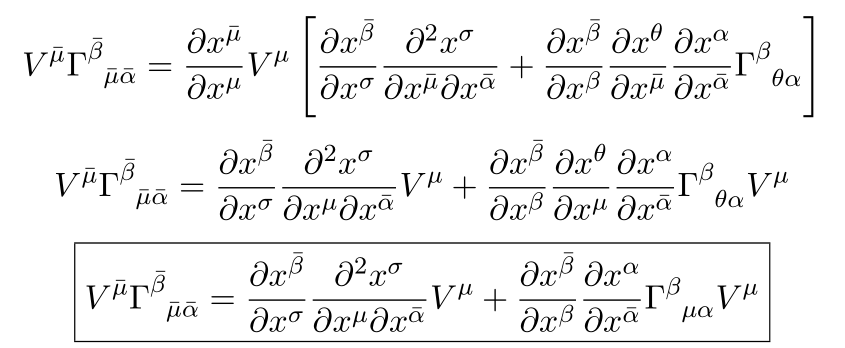 $V^{\bar{\mu}}\Gamma^{\bar{\beta}}{}_{\bar{\mu}\bar{\alpha}} = \frac{\partial x^{\bar{\mu}}}{\partial x^{\mu}} V^{\mu} \left[ \frac{\partial x^{\bar{\beta}}}{\partial x^{\sigma}} \frac{\partial^2 x^{\sigma}}{\partial x^{\bar{\mu}} \partial x^{\bar{\alpha}}} + \frac{\partial x^{\bar{\beta}}}{\partial x^{\beta}} \frac{\partial x^{\theta}}{\partial x^{\bar{\mu}}} \frac{\partial x^{\alpha}}{\partial x^{\bar{\alpha}}} \Gamma^{\beta}{}_{\theta\alpha} \right]$
$V^{\bar{\mu}}\Gamma^{\bar{\beta}}{}_{\bar{\mu}\bar{\alpha}} = \frac{\partial x^{\bar{\beta}}}{\partial x^{\sigma}} \frac{\partial^2 x^{\sigma}}{\partial x^{\mu} \partial x^{\bar{\alpha}}} V^{\mu} + \frac{\partial x^{\bar{\beta}}}{\partial x^{\beta}} \frac{\partial x^{\theta}}{\partial x^{\mu}} \frac{\partial x^{\alpha}}{\partial x^{\bar{\alpha}}} \Gamma^{\beta}{}_{\theta\alpha} V^{\mu}$
$\boxed{V^{\bar{\mu}}\Gamma^{\bar{\beta}}{}_{\bar{\mu}\bar{\alpha}} = \frac{\partial x^{\bar{\beta}}}{\partial x^{\sigma}} \frac{\partial^2 x^{\sigma}}{\partial x^{\mu} \partial x^{\bar{\alpha}}} V^{\mu} + \frac{\partial x^{\bar{\beta}}}{\partial x^{\beta}} \frac{\partial x^{\alpha}}{\partial x^{\bar{\alpha}}} \Gamma^{\beta}{}_{\mu\alpha} V^{\mu}}$